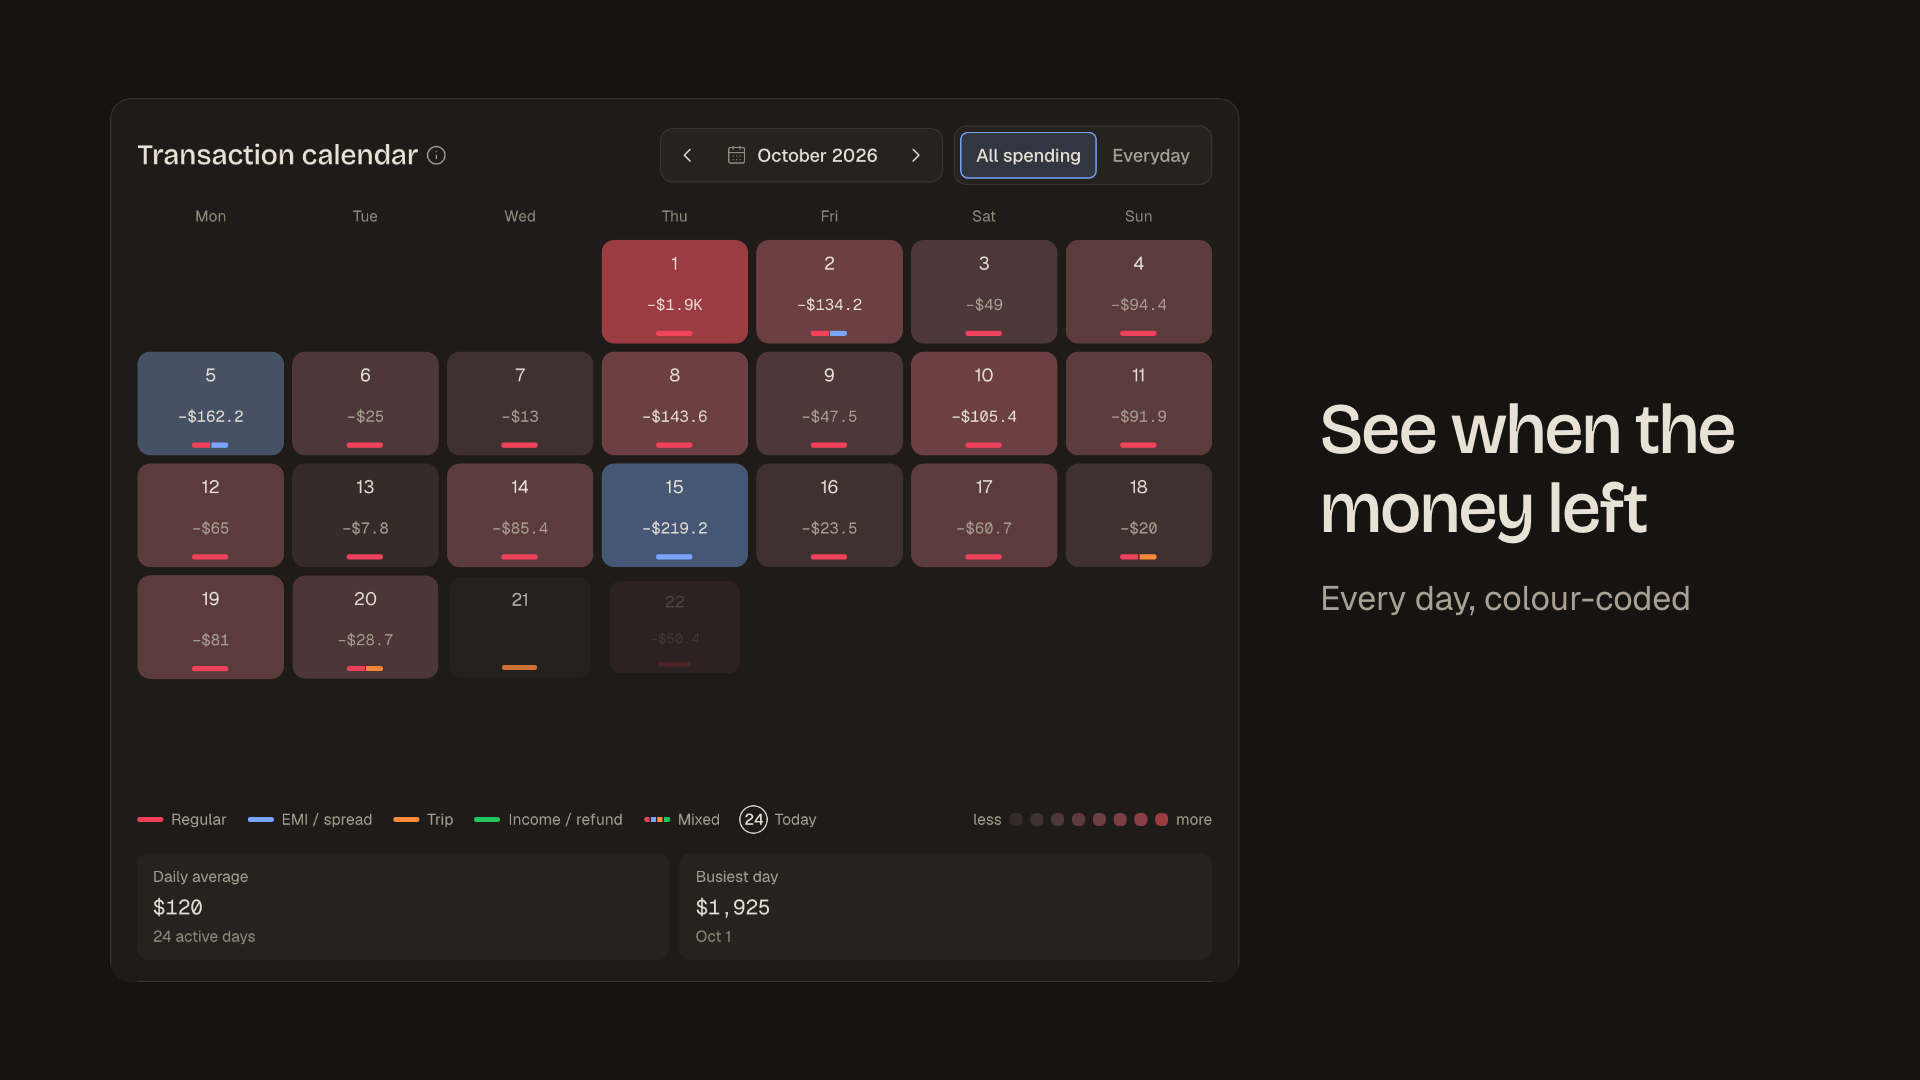 Transaction calendar
October 2026
All spending Everyday
Mon Tue Wed Thu Fri Sat Sun
1 2 3 4
-$1.9K -$134.2 -$49 -$94.4
5 6 7 8 9 10 11
-$162.2 -$25 -$13 -$143.6 -$47.5 -$105.4 -$91.9
12 13 14 15 16 17 18
-$65 -$7.8 -$85.4 -$219.2 -$23.5 -$60.7 -$20
19 20 21 22
-$81 -$28.7 -$50.4
Regular EMI / spread Trip Income / refund Mixed 24 Today less more
Daily average
$120
24 active days
Busiest day
$1,925
Oct 1
See when the
money left
Every day, colour-coded